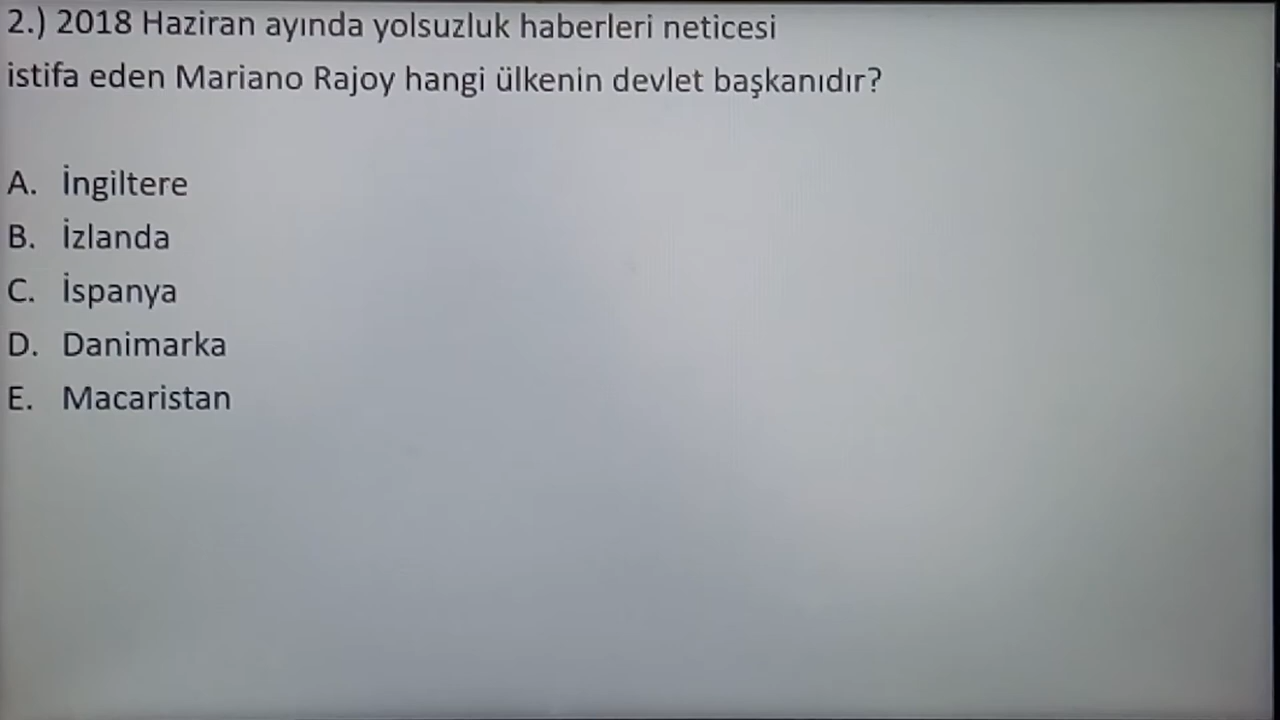 2.) 2018 Haziran ayında yolsuzluk haberleri neticesi
istifa eden Mariano Rajoy hangi ülkenin devlet başkanıdır?
A. İngiltere
B. İzlanda
C. İspanya
D. Danimarka
E. Macaristan